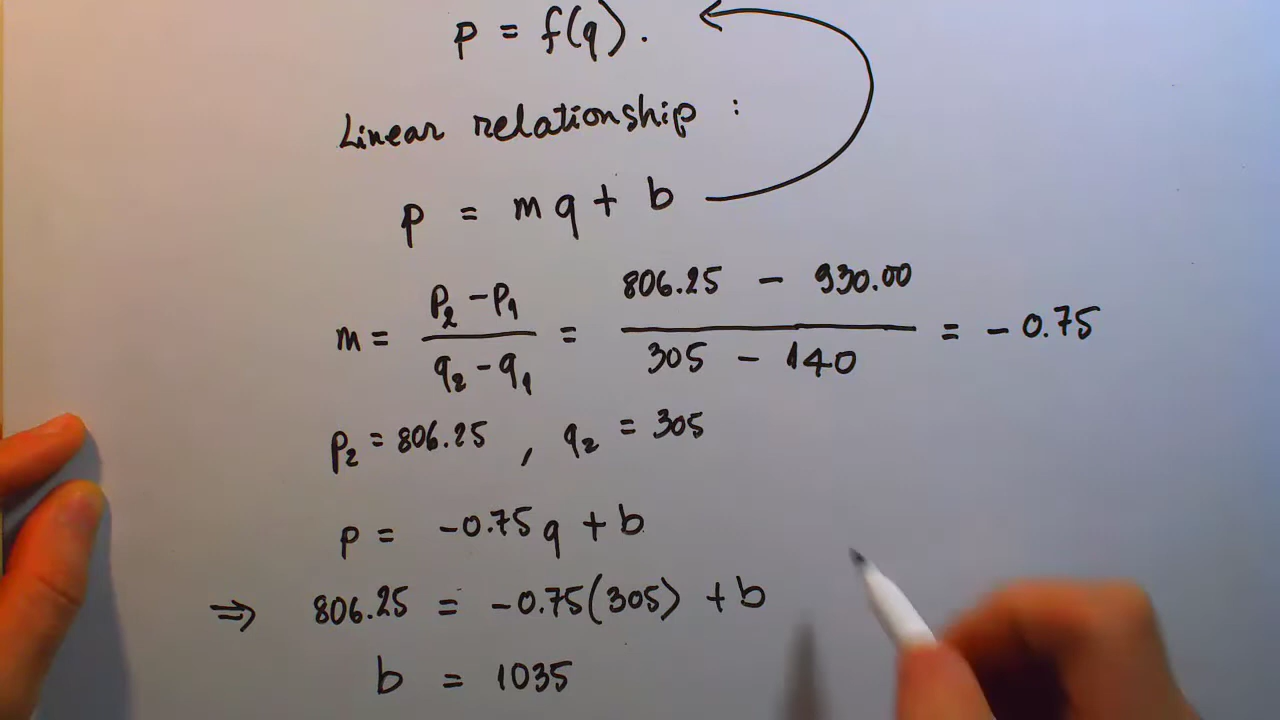 p = f(q).
Linear relationship :
p = mq + b
m = (p₂ - p₁)/(q₂ - q₁) = (806.25 - 930.00)/(305 - 140) = -0.75
p₂ = 806.25 , q₂ = 305
p = -0.75q + b
⇒ 806.25 = -0.75(305) + b
b = 1035